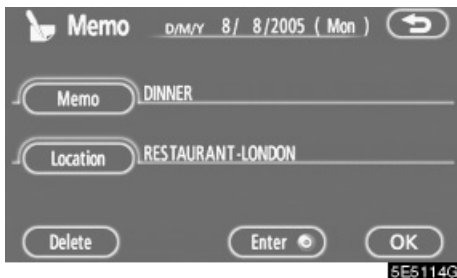 Memo D/M/Y 8/ 8/2005 ( Mon )
Memo DINNER
Location RESTAURANT-LONDON
Delete Enter OK
5E5114G